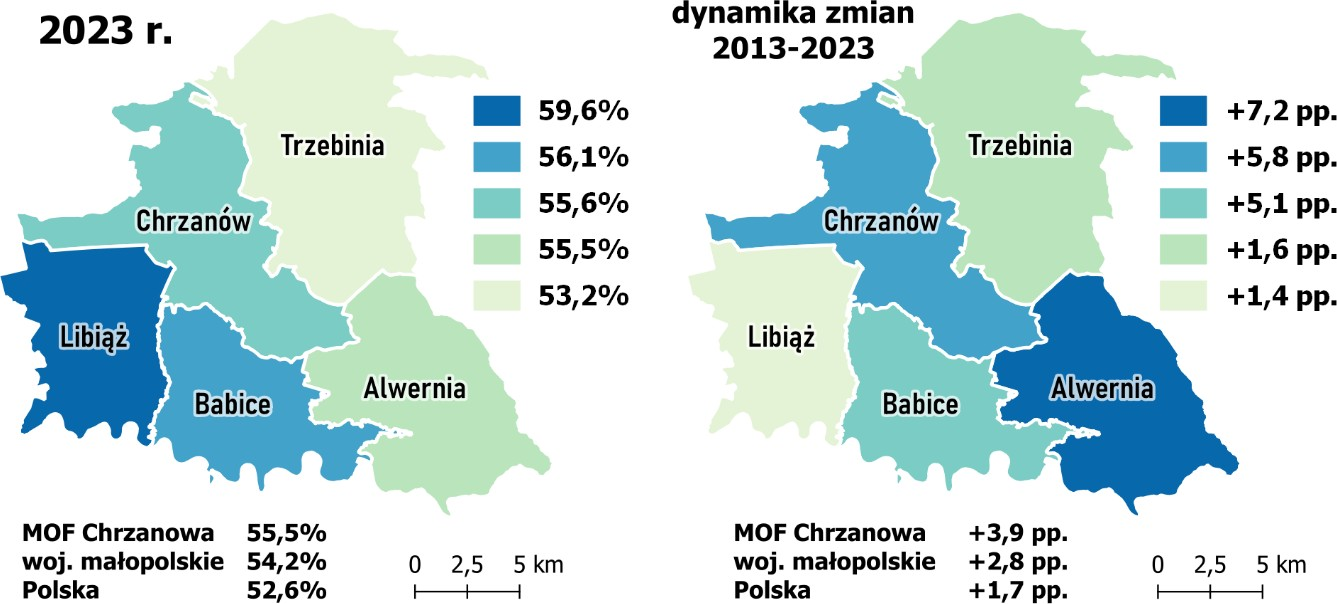 2023 r.
59,6%
56,1%
55,6%
55,5%
53,2%
Trzebinia
Chrzanów
Libiąż
Babice
Alwernia
MOF Chrzanowa 55,5%
woj. małopolskie 54,2%
Polska 52,6%
0 2,5 5 km
dynamika zmian
2013-2023
+7,2 pp.
+5,8 pp.
+5,1 pp.
+1,6 pp.
+1,4 pp.
Trzebinia
Chrzanów
Libiąż
Babice
Alwernia
MOF Chrzanowa +3,9 pp.
woj. małopolskie +2,8 pp.
Polska +1,7 pp.
0 2,5 5 km